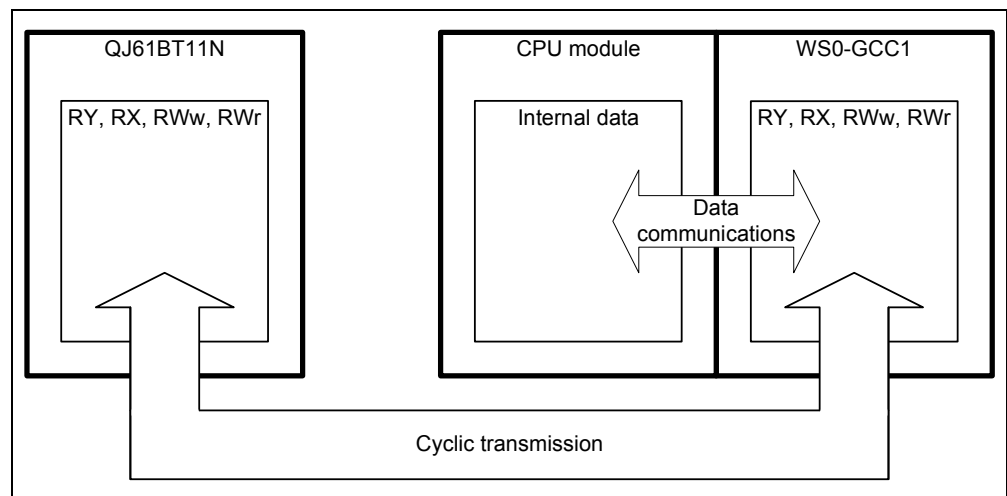 QJ61BT11N
CPU module
WS0-GCC1
RY, RX, RWw, RWr
Internal data
RY, RX, RWw, RWr
Data
communications
Cyclic transmission